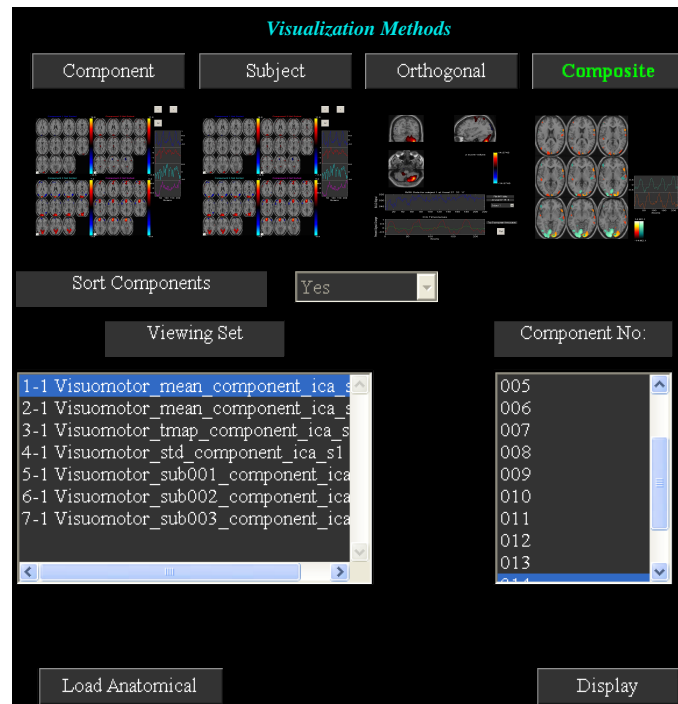 Visualization Methods
Component Subject Orthogonal Composite
Sort Components Yes
Viewing Set Component No:
1-1 Visuomotor_mean_component_ica_s
2-1 Visuomotor_mean_component_ica_s
3-1 Visuomotor_tmap_component_ica_s
4-1 Visuomotor_std_component_ica_s1
5-1 Visuomotor_sub001_component_ica
6-1 Visuomotor_sub002_component_ica
7-1 Visuomotor_sub003_component_ica
005
006
007
008
009
010
011
012
013
014
Load Anatomical Display